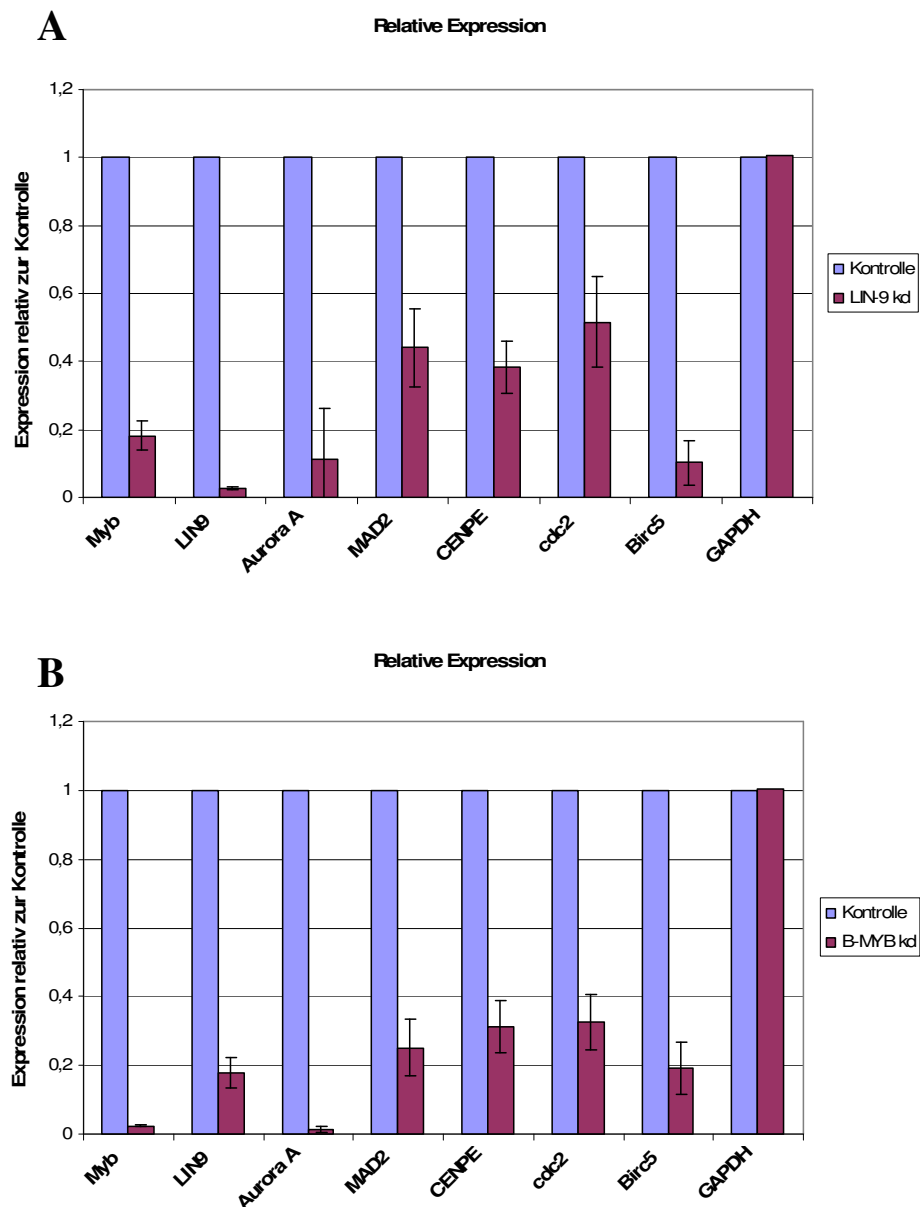 A
Relative Expression
Expression relativ zur Kontrolle
1,2
1
0,8
0,6
0,4
0,2
0
Myb
LIN9
Aurora A
MAD2
CENPE
cdc2
Birc5
GAPDH
Kontrolle
LIN-9 kd
B
Relative Expression
Expression relativ zur Kontrolle
1,2
1
0,8
0,6
0,4
0,2
0
Myb
LIN9
Aurora A
MAD2
CENPE
cdc2
Birc5
GAPDH
Kontrolle
B-MYB kd